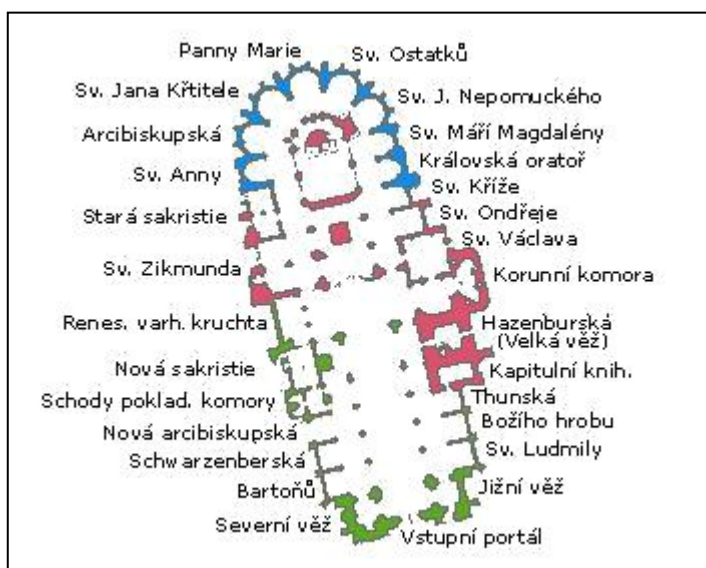 Panny Marie
Sv. Ostatků
Sv. Jana Křtitele
Sv. J. Nepomuckého
Arcibiskupská
Sv. Máří Magdalény
Královská oratoř
Sv. Anny
Sv. Kříže
Stará sakristie
Sv. Ondřeje
Sv. Václava
Sv. Zikmunda
Korunní komora
Renes. varh. kruchta
Hazenburská
(Velká věž)
Nová sakristie
Kapitulní knih.
Schody poklad. komory
Thunská
Božího hrobu
Nová arcibiskupská
Sv. Ludmily
Schwarzenberská
Bartoňů
Jižní věž
Severní věž
Vstupní portál